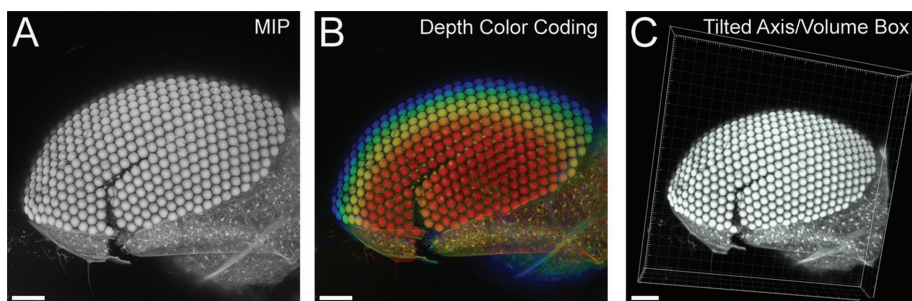 A
MIP
B
Depth Color Coding
C
Tilted Axis/Volume Box